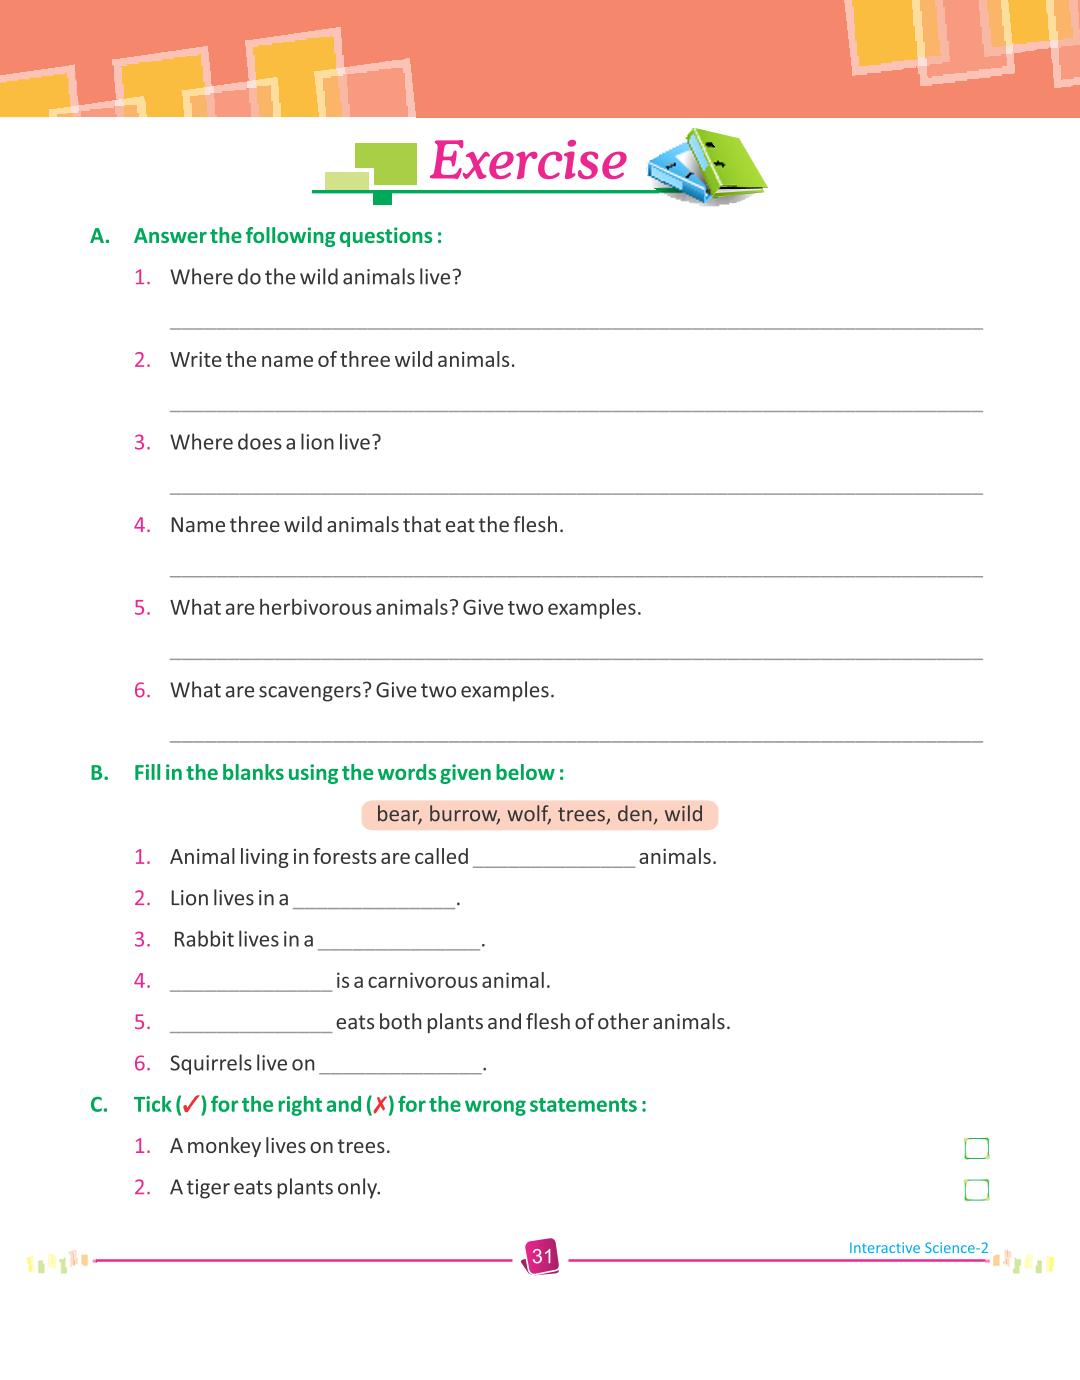 Exercise
A. Answer the following questions :
1. Where do the wild animals live?
2. Write the name of three wild animals.
3. Where does a lion live?
4. Name three wild animals that eat the flesh.
5. What are herbivorous animals? Give two examples.
6. What are scavengers? Give two examples.
B. Fill in the blanks using the words given below :
bear, burrow, wolf, trees, den, wild
1. Animal living in forests are called ______________ animals.
2. Lion lives in a ______________.
3. Rabbit lives in a ______________.
4. ______________ is a carnivorous animal.
5. ______________ eats both plants and flesh of other animals.
6. Squirrels live on ______________.
C. Tick (✓) for the right and (✗) for the wrong statements :
1. A monkey lives on trees.
2. A tiger eats plants only.
Interactive Science-2
31